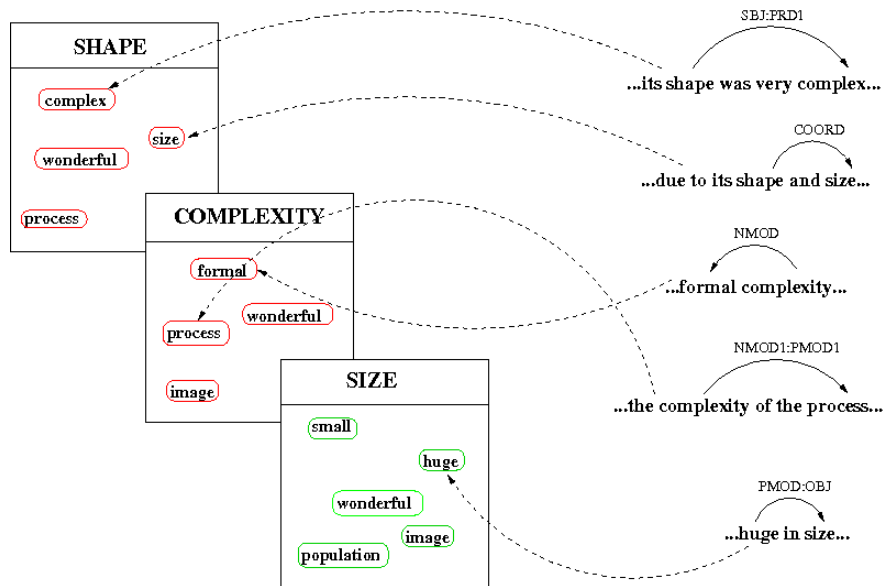 SHAPE
complex
size
wonderful
process
COMPLEXITY
formal
wonderful
process
image
SIZE
small
huge
wonderful
image
population
SBJ:PRD1
...its shape was very complex...
COORD
...due to its shape and size...
NMOD
...formal complexity...
NMOD1:PMOD1
...the complexity of the process...
PMOD:OBJ
...huge in size...